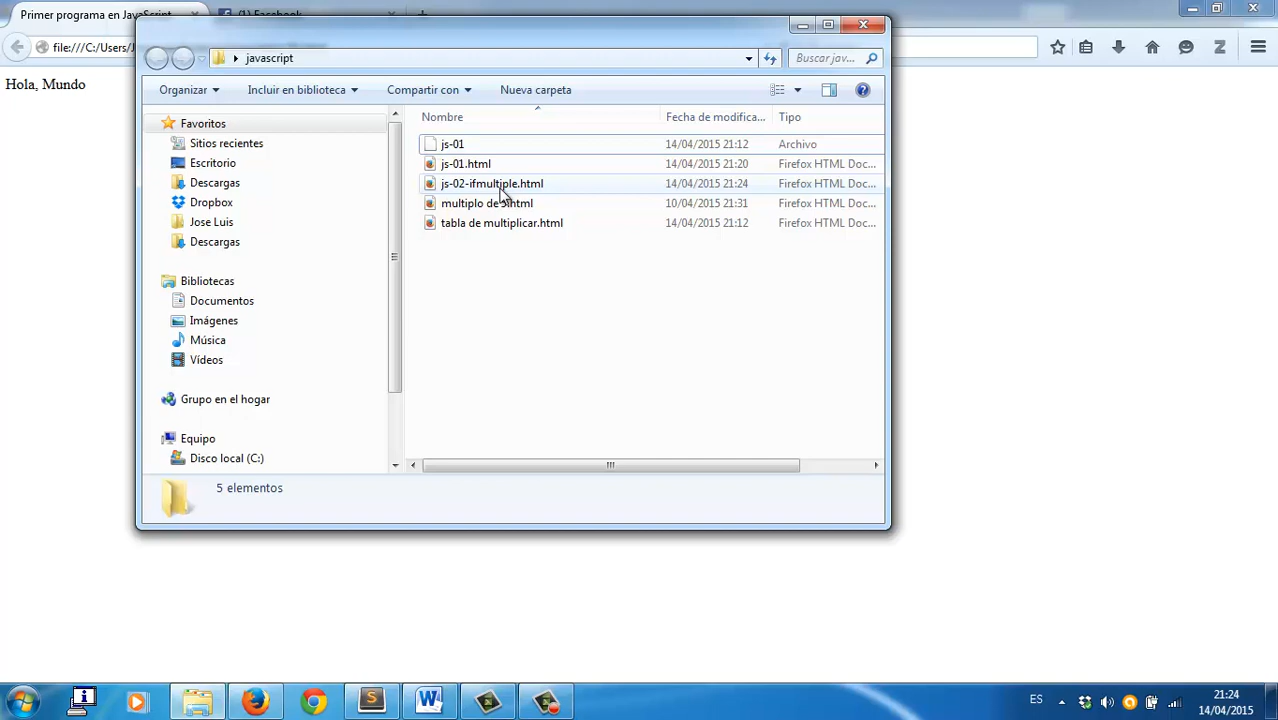 Primer programa en JavaScript
(1) Facebook
file:///C:/Users/J
javascript
Buscar jav...
Hola, Mundo
Organizar
Incluir en biblioteca
Compartir con
Nueva carpeta
Nombre
Fecha de modifica...
Tipo
Favoritos
Sitios recientes
Escritorio
Descargas
Dropbox
Jose Luis
Descargas
Bibliotecas
Documentos
Imágenes
Música
Vídeos
Grupo en el hogar
Equipo
Disco local (C:)
js-01 14/04/2015 21:12 Archivo
js-01.html 14/04/2015 21:20 Firefox HTML Doc...
js-02-ifmultiple.html 14/04/2015 21:24 Firefox HTML Doc...
multiplo de html 10/04/2015 21:31 Firefox HTML Doc...
tabla de multiplicar.html 14/04/2015 21:12 Firefox HTML Doc...
5 elementos
ES
21:24
14/04/2015